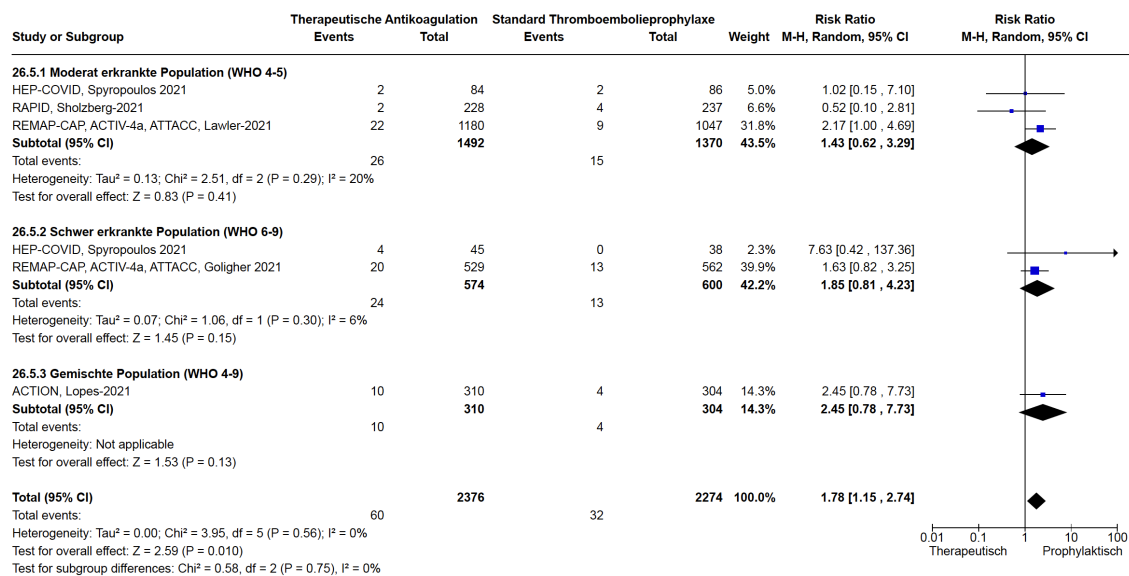 Therapeutische Antikoagulation Standard Thromboembolieprophylaxe Risk Ratio Risk Ratio
Study or Subgroup Events Total Events Total Weight M-H, Random, 95% CI M-H, Random, 95% CI
26.5.1 Moderat erkrankte Population (WHO 4-5)
HEP-COVID, Spyropoulos 2021 2 84 2 86 5.0% 1.02 [0.15 , 7.10]
RAPID, Sholzberg-2021 2 228 4 237 6.6% 0.52 [0.10 , 2.81]
REMAP-CAP, ACTIV-4a, ATTACC, Lawler-2021 22 1180 9 1047 31.8% 2.17 [1.00 , 4.69]
Subtotal (95% CI) 1492 1370 43.5% 1.43 [0.62 , 3.29]
Total events: 26 15
Heterogeneity: Tau² = 0.13; Chi² = 2.51, df = 2 (P = 0.29); I² = 20%
Test for overall effect: Z = 0.83 (P = 0.41)
26.5.2 Schwer erkrankte Population (WHO 6-9)
HEP-COVID, Spyropoulos 2021 4 45 0 38 2.3% 7.63 [0.42 , 137.36]
REMAP-CAP, ACTIV-4a, ATTACC, Goligher 2021 20 529 13 562 39.9% 1.63 [0.82 , 3.25]
Subtotal (95% CI) 574 600 42.2% 1.85 [0.81 , 4.23]
Total events: 24 13
Heterogeneity: Tau² = 0.07; Chi² = 1.06, df = 1 (P = 0.30); I² = 6%
Test for overall effect: Z = 1.45 (P = 0.15)
26.5.3 Gemischte Population (WHO 4-9)
ACTION, Lopes-2021 10 310 4 304 14.3% 2.45 [0.78 , 7.73]
Subtotal (95% CI) 310 304 14.3% 2.45 [0.78 , 7.73]
Total events: 10 4
Heterogeneity: Not applicable
Test for overall effect: Z = 1.53 (P = 0.13)
Total (95% CI) 2376 2274 100.0% 1.78 [1.15 , 2.74]
Total events: 60 32
Heterogeneity: Tau² = 0.00; Chi² = 3.95, df = 5 (P = 0.56); I² = 0%
Test for overall effect: Z = 2.59 (P = 0.010)
Test for subgroup differences: Chi² = 0.58, df = 2 (P = 0.75), I² = 0%
0.01 0.1 1 10 100
Therapeutisch Prophylaktisch